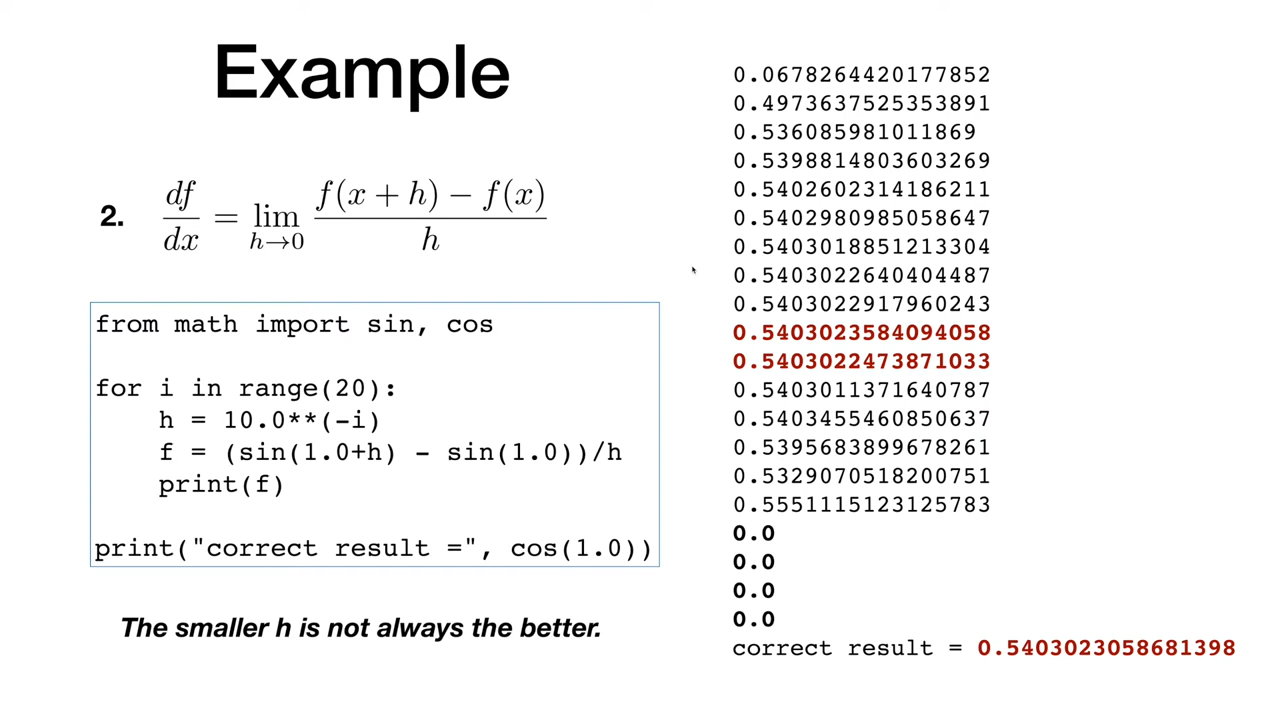 Example
2. df/dx = lim h→0 f(x + h) − f(x) / h
from math import sin, cos
for i in range(20):
    h = 10.0**(-i)
    f = (sin(1.0+h) - sin(1.0))/h
    print(f)
print("correct result =", cos(1.0))
The smaller h is not always the better.
0.0678264420177852
0.4973637525353891
0.536085981011869
0.5398814803603269
0.5402602314186211
0.5402980985058647
0.5403018851213304
0.5403022640404487
0.5403022917960243
0.5403023584094058
0.5403022473871033
0.5403011371640787
0.5403455460850637
0.5395683899678261
0.5329070518200751
0.5551115123125783
0.0
0.0
0.0
0.0
correct result = 0.5403023058681398